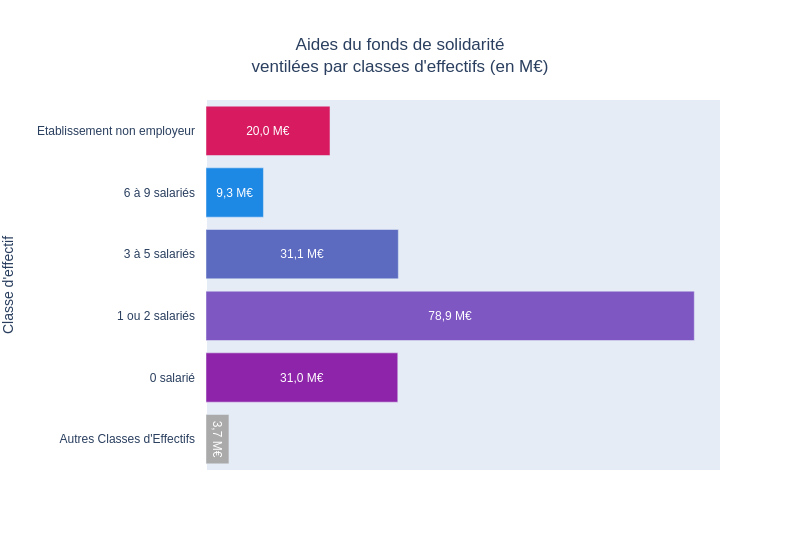 Aides du fonds de solidarité
ventilées par classes d'effectifs (en M€)
Classe d'effectif
Etablissement non employeur
20,0 M€
6 à 9 salariés
9,3 M€
3 à 5 salariés
31,1 M€
1 ou 2 salariés
78,9 M€
0 salarié
31,0 M€
Autres Classes d'Effectifs
3,7 M€